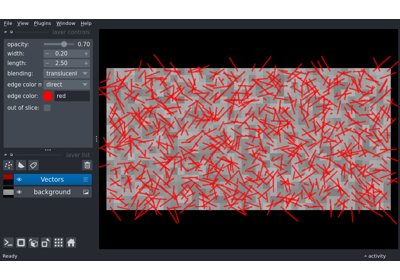 File View Plugins Window Help
layer controls
opacity: 0.70
width: 0.20
length: 2.50
blending: translucent
edge color m direct
edge color: red
out of slice:
layer list
Vectors
background
Ready
activity